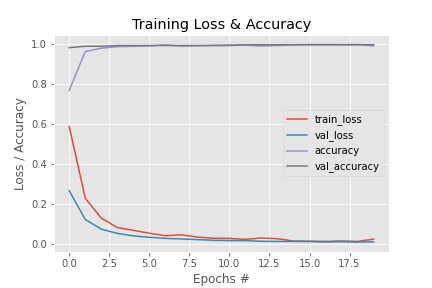 Training Loss & Accuracy
1.0
0.8
0.6
0.4
0.2
0.0
Loss / Accuracy
train_loss
val_loss
accuracy
val_accuracy
0.0 2.5 5.0 7.5 10.0 12.5 15.0 17.5
Epochs #